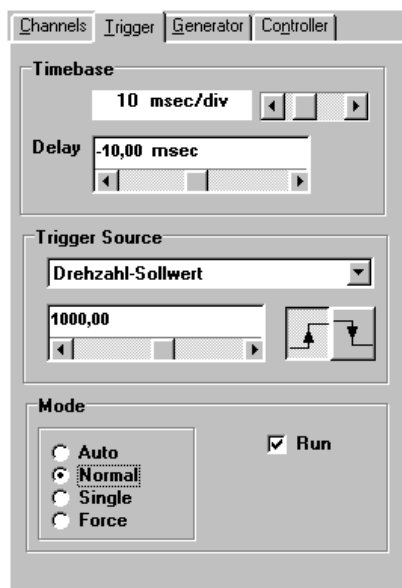 Channels Trigger Generator Controller
Timebase
10 msec/div
Delay -10,00 msec
Trigger Source
Drehzahl-Sollwert
1000,00
Mode
Auto
Run
Normal
Single
Force